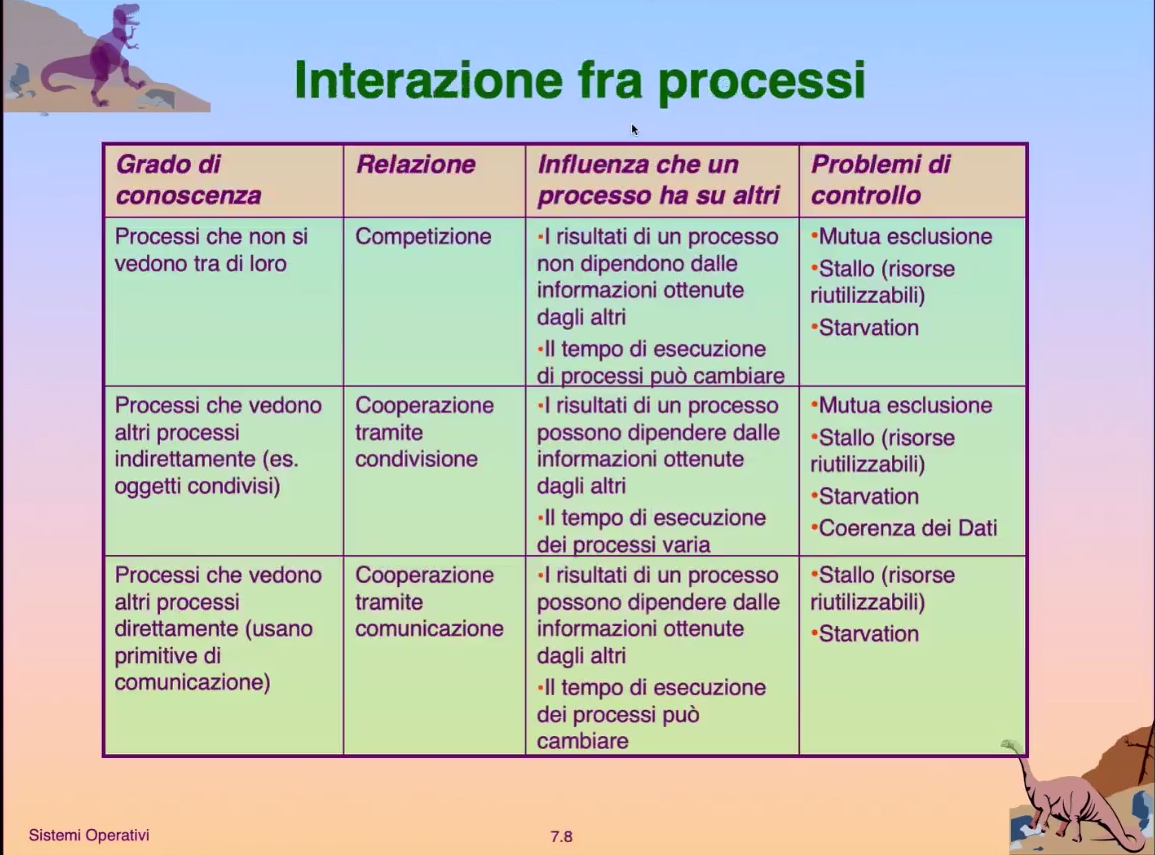 Interazione fra processi
Grado di
conoscenza
Relazione
Influenza che un
processo ha su altri
Problemi di
controllo
Processi che non si
vedono tra di loro
Competizione
•I risultati di un processo
non dipendono dalle
informazioni ottenute
dagli altri
•Il tempo di esecuzione
di processi può cambiare
•Mutua esclusione
•Stallo (risorse
riutilizzabili)
•Starvation
Processi che vedono
altri processi
indirettamente (es.
oggetti condivisi)
Cooperazione
tramite
condivisione
•I risultati di un processo
possono dipendere dalle
informazioni ottenute
dagli altri
•Il tempo di esecuzione
dei processi varia
•Mutua esclusione
•Stallo (risorse
riutilizzabili)
•Starvation
•Coerenza dei Dati
Processi che vedono
altri processi
direttamente (usano
primitive di
comunicazione)
Cooperazione
tramite
comunicazione
•I risultati di un processo
possono dipendere dalle
informazioni ottenute
dagli altri
•Il tempo di esecuzione
dei processi può
cambiare
•Stallo (risorse
riutilizzabili)
•Starvation
Sistemi Operativi
7.8